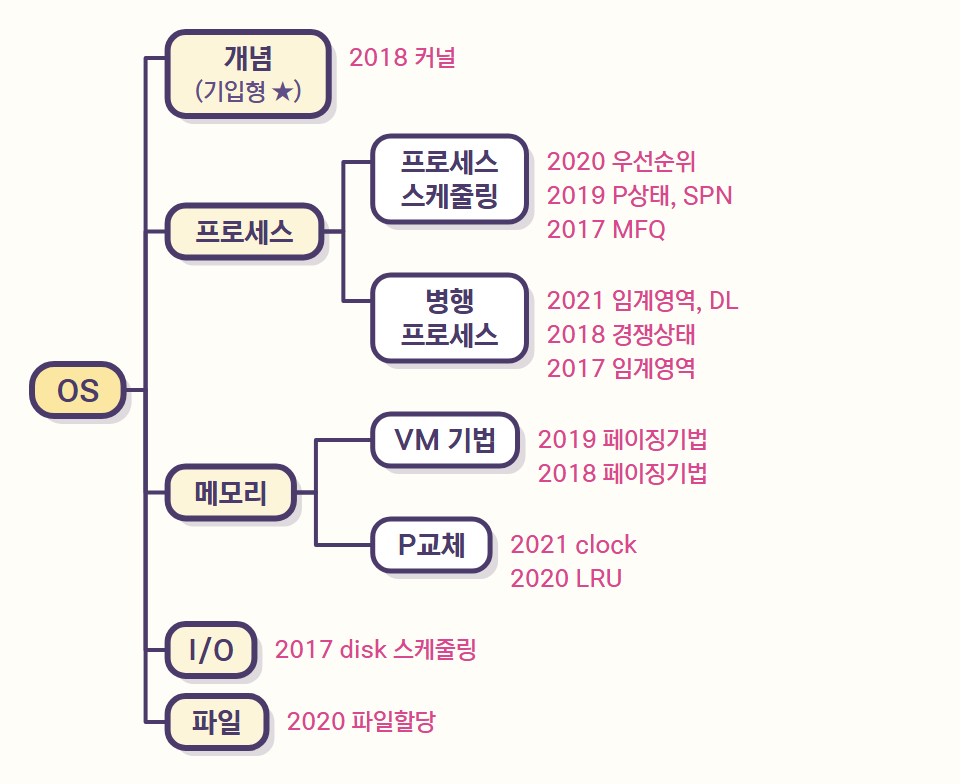 개념
(기입형 ★)
2018 커널
프로세스
스케줄링
2020 우선순위
2019 P상태, SPN
2017 MFQ
프로세스
병행
프로세스
2021 임계영역, DL
2018 경쟁상태
2017 임계영역
OS
VM 기법
2019 페이징기법
2018 페이징기법
메모리
P교체
2021 clock
2020 LRU
I/O
2017 disk 스케줄링
파일
2020 파일할당